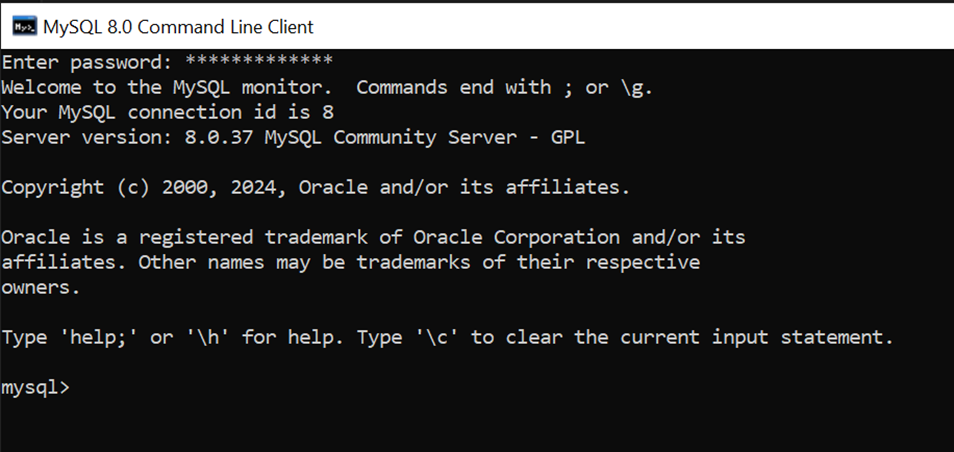 MySQL 8.0 Command Line Client
Enter password: *************
Welcome to the MySQL monitor.  Commands end with ; or \g.
Your MySQL connection id is 8
Server version: 8.0.37 MySQL Community Server - GPL

Copyright (c) 2000, 2024, Oracle and/or its affiliates.

Oracle is a registered trademark of Oracle Corporation and/or its
affiliates. Other names may be trademarks of their respective
owners.

Type 'help;' or '\h' for help. Type '\c' to clear the current input statement.

mysql>